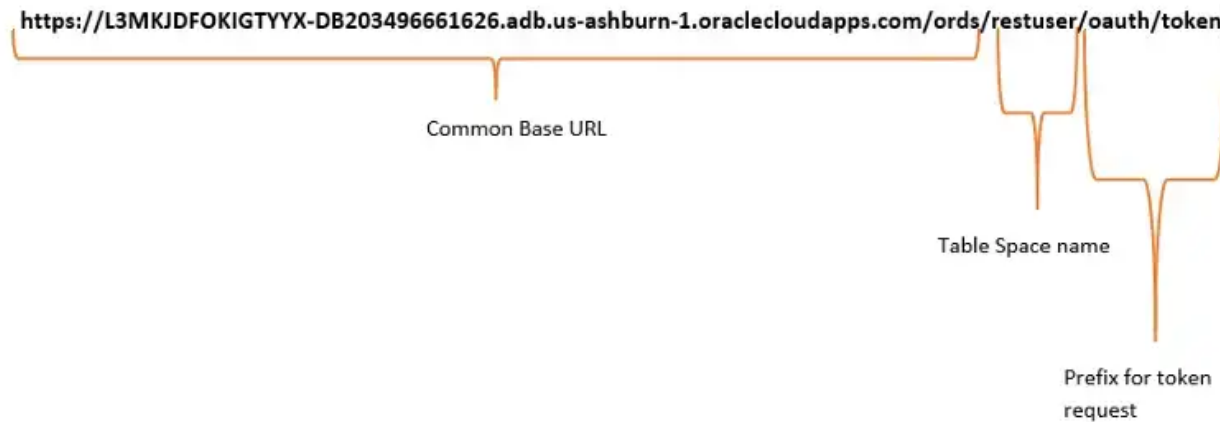 https://L3MKJDFOKIGTYYX-DB203496661626.adb.us-ashburn-1.oraclecloudapps.com/ords/restuser/oauth/token
Common Base URL
Table Space name
Prefix for token
request